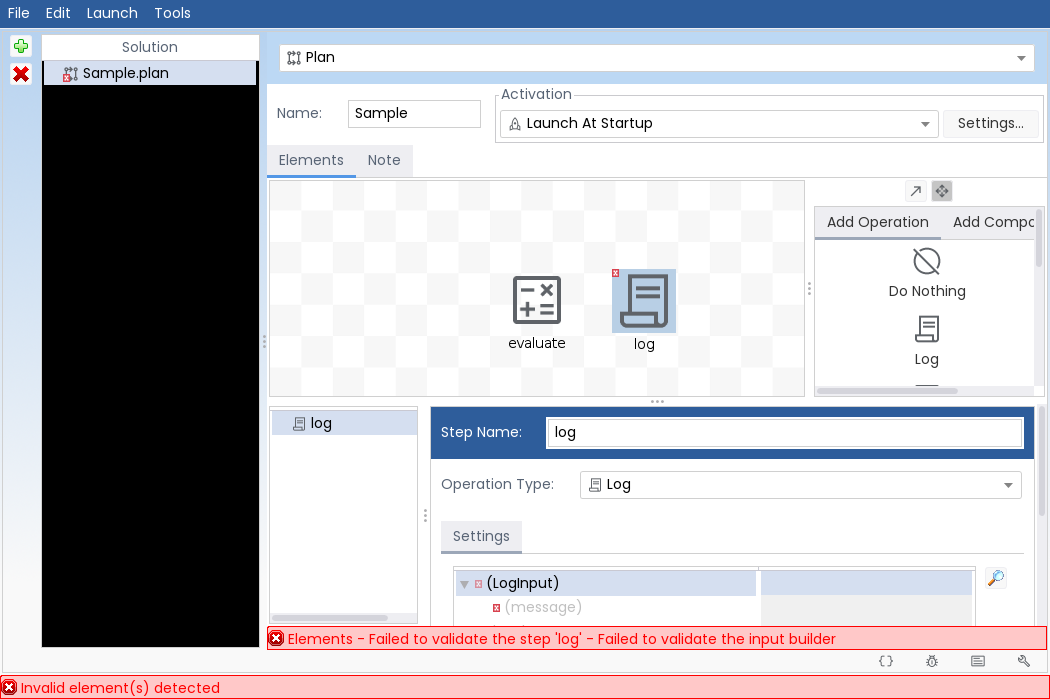 File Edit Launch Tools
Solution
Sample.plan
Plan
Name: Sample
Activation
Launch At Startup
Settings...
Elements Note
evaluate
log
Add Operation Add Compo
Do Nothing
Log
log
Step Name: log
Operation Type: Log
Settings
(LogInput)
(message)
Elements - Failed to validate the step 'log' - Failed to validate the input builder
Invalid element(s) detected